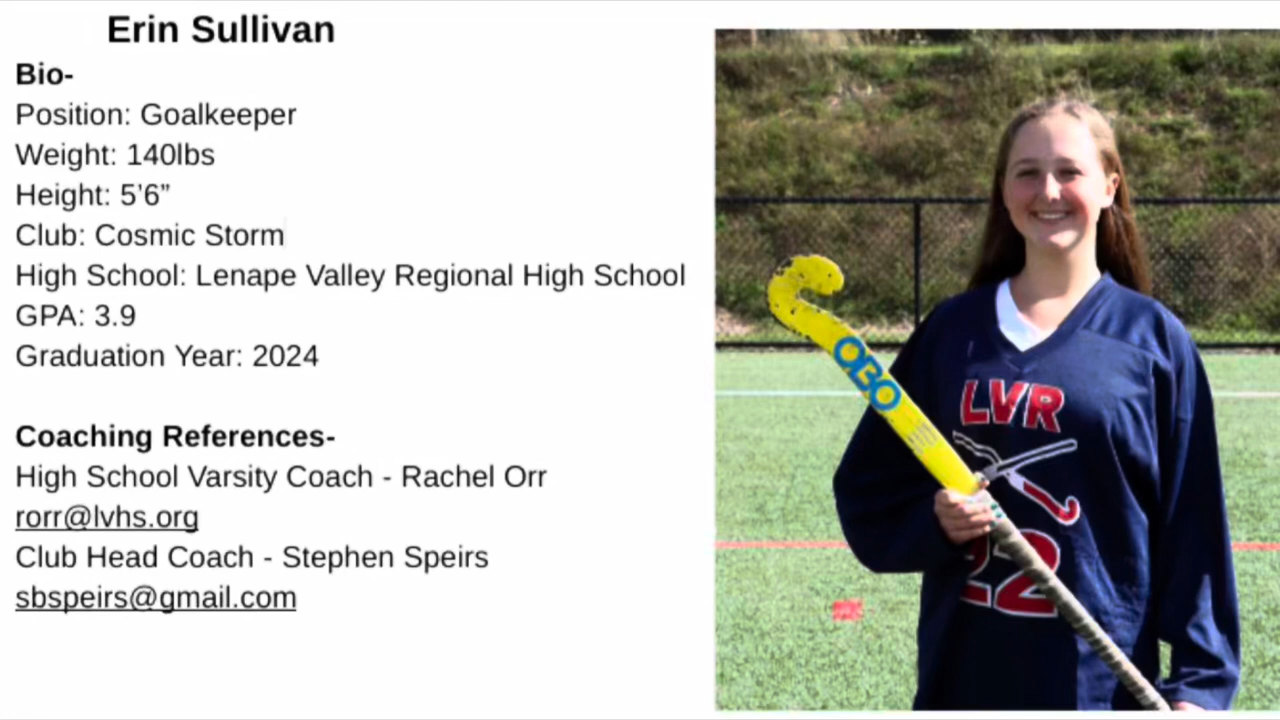 Erin Sullivan
Bio-
Position: Goalkeeper
Weight: 140lbs
Height: 5’6”
Club: Cosmic Storm
High School: Lenape Valley Regional High School
GPA: 3.9
Graduation Year: 2024
Coaching References-
High School Varsity Coach - Rachel Orr
rorr@lvhs.org
Club Head Coach - Stephen Speirs
sbspeirs@gmail.com
OBO
LVR
22